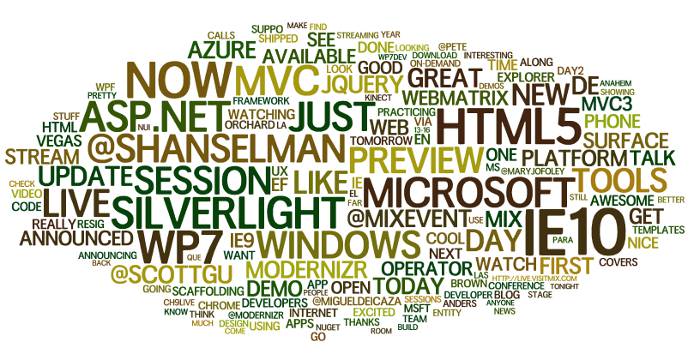 SUPPO MAKE FIND
CALLS SHIPPED SEE STREAMING YEAR
AZURE AVAILABLE DONE LOOKING @PETE
WP7DEV DOWNLOAD INTERESTING
NOW MVC LOOK GOOD ON-DEMAND TIME ALONG
WPF JQUERY GREAT EXPLORER DAY2
PRETTY FRAMEWORK KINECT DEMOS NEW DE ANAHEIM
WEBMATRIX SHOWING
STUFF ASP.NET WATCHING JUST PRACTICING MVC3
HTML NUI ORCHARD LA WEB VIA HTML5 PHONE
VEGAS TOMORROW 13-16 EN SURFACE
STREAM @SHANSELMAN PREVIEW ONE PLATFORM TALK
MS @MARYJOFOLEY
CHECK UPDATE SESSION UX EF LIKE IE MICROSOFT TOOLS
VIDEO EL STILL AWESOME BETTER
CODE LIVE SILVERLIGHT FAR @MIXEVENT USE MIX IE10 GET
REALLY RESIG TEMPLATES
ANNOUNCED WP7 IE9 WINDOWS COOL DAY PARA NICE
ANNOUNCING QUE WANT NEXT COVERS
BACK @SCOTTGU MODERNIZR OPERATOR WATCH FIRST
LAS HTTP://LIVE.VISITMIX.COM
GOING SCAFFOLDING DEMO APP OPEN TODAY BROWN CONFERENCE TONIGHT
PEOPLE DEVELOPER BLOG STAGE
CH9LIVE CHROME DEVELOPERS @MIGUELDEICAZA SESSIONS ANDERS ANYONE
KNOW THINK @MODERNIZR INTERNET EXCITED MSFT ENTITY NEWS
MUCH DESIGN USING APPS NUGET THANKS TEAM
COME GO ROOM BUILD